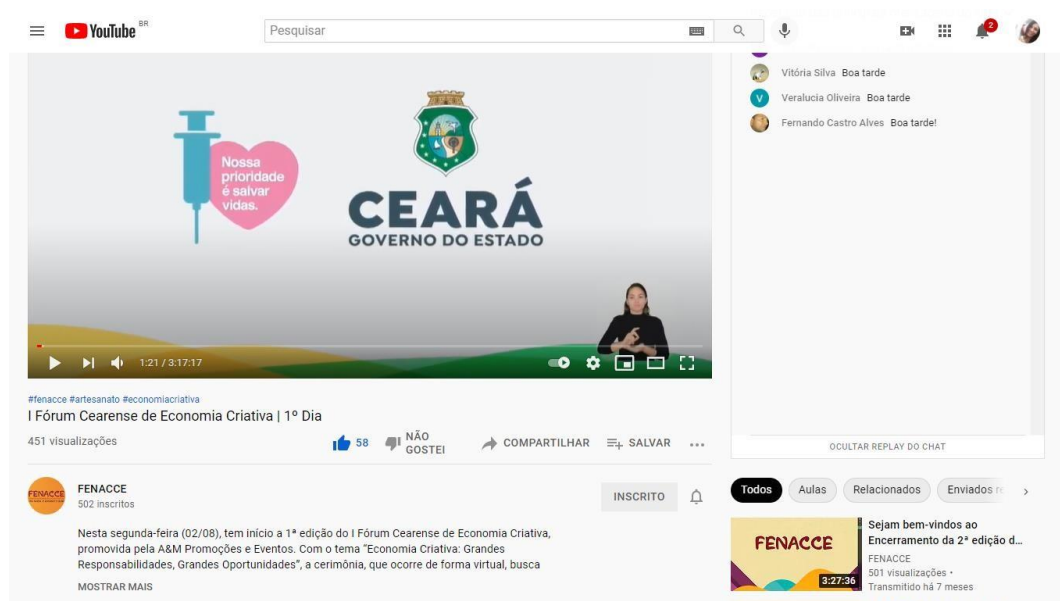 YouTube BR
Pesquisar
2
Vitória Silva Boa tarde
V Veralucia Oliveira Boa tarde
Fernando Castro Alves Boa tarde!
Nossa
prioridade
é salvar
vidas.
CEARÁ
GOVERNO DO ESTADO
1:21 / 3:17:17
#fenacce #artesanato #economiacriativa
I Fórum Cearense de Economia Criativa | 1º Dia
451 visualizações
58
NÃO
GOSTEI
COMPARTILHAR
SALVAR
OCULTAR REPLAY DO CHAT
FENACCE
FENACCE
502 inscritos
INSCRITO
Nesta segunda-feira (02/08), tem início a 1ª edição do I Fórum Cearense de Economia Criativa,
promovida pela A&M Promoções e Eventos. Com o tema "Economia Criativa: Grandes
Responsabilidades, Grandes Oportunidades", a cerimônia, que ocorre de forma virtual, busca
MOSTRAR MAIS
Todos
Aulas
Relacionados
Enviados re
FENACCE
3:27:36
Sejam bem-vindos ao
Encerramento da 2ª edição d...
FENACCE
501 visualizações •
Transmitido há 7 meses